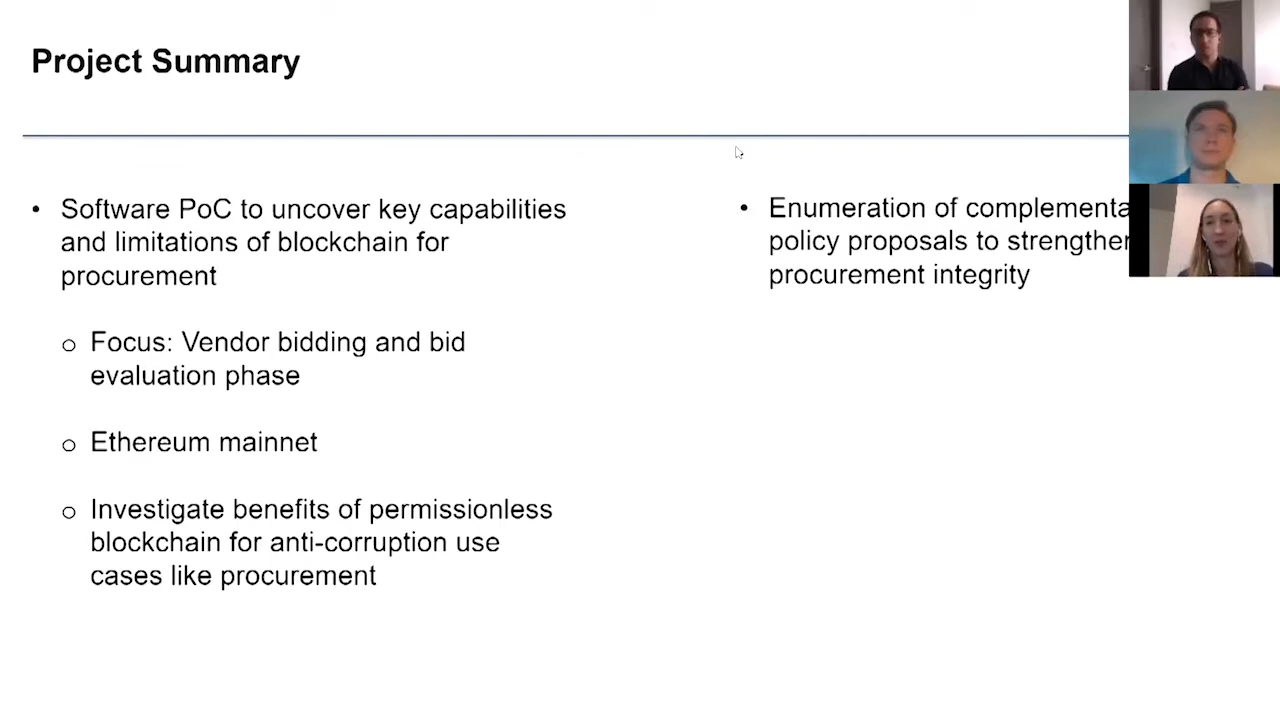 Project Summary
• Software PoC to uncover key capabilities
and limitations of blockchain for
procurement
o Focus: Vendor bidding and bid
evaluation phase
o Ethereum mainnet
o Investigate benefits of permissionless
blockchain for anti-corruption use
cases like procurement
• Enumeration of
policy proposals to
procurement integrity